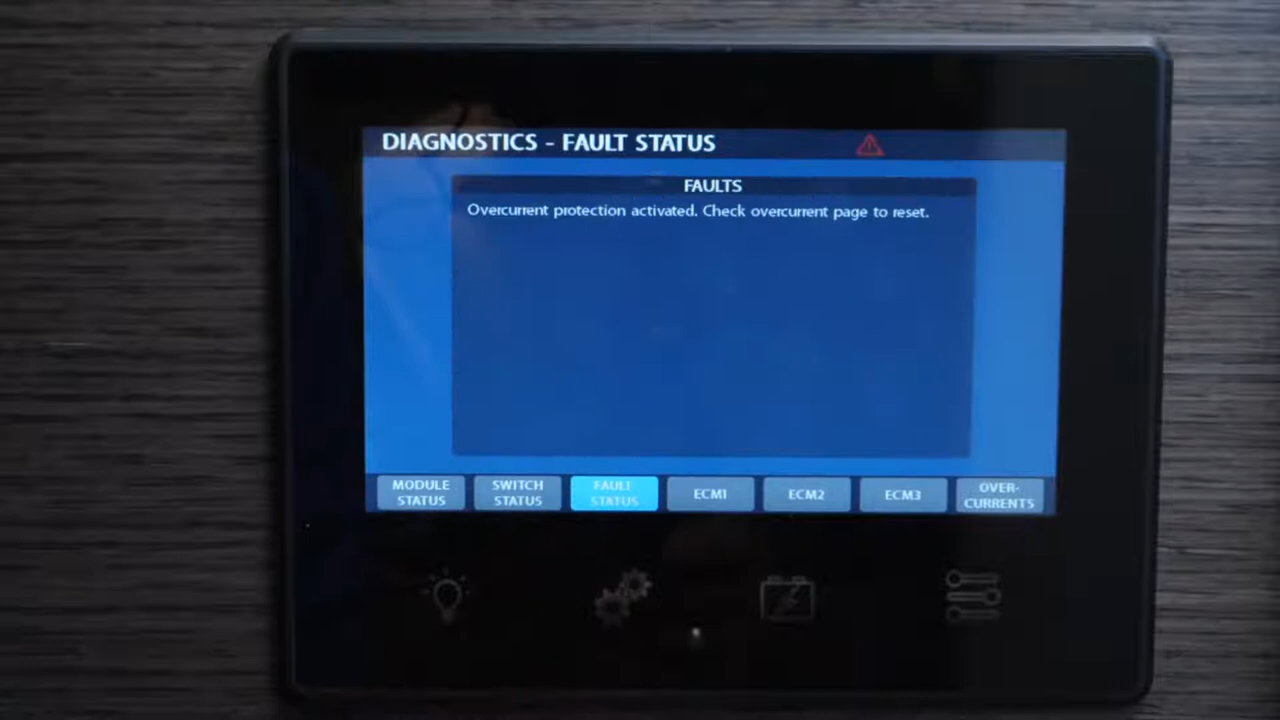 DIAGNOSTICS - FAULT STATUS
FAULTS
Overcurrent protection activated. Check overcurrent page to reset.
MODULE
STATUS
SWITCH
STATUS
FAULT
STATUS
ECM1
ECM2
ECM3
OVER-
CURRENTS